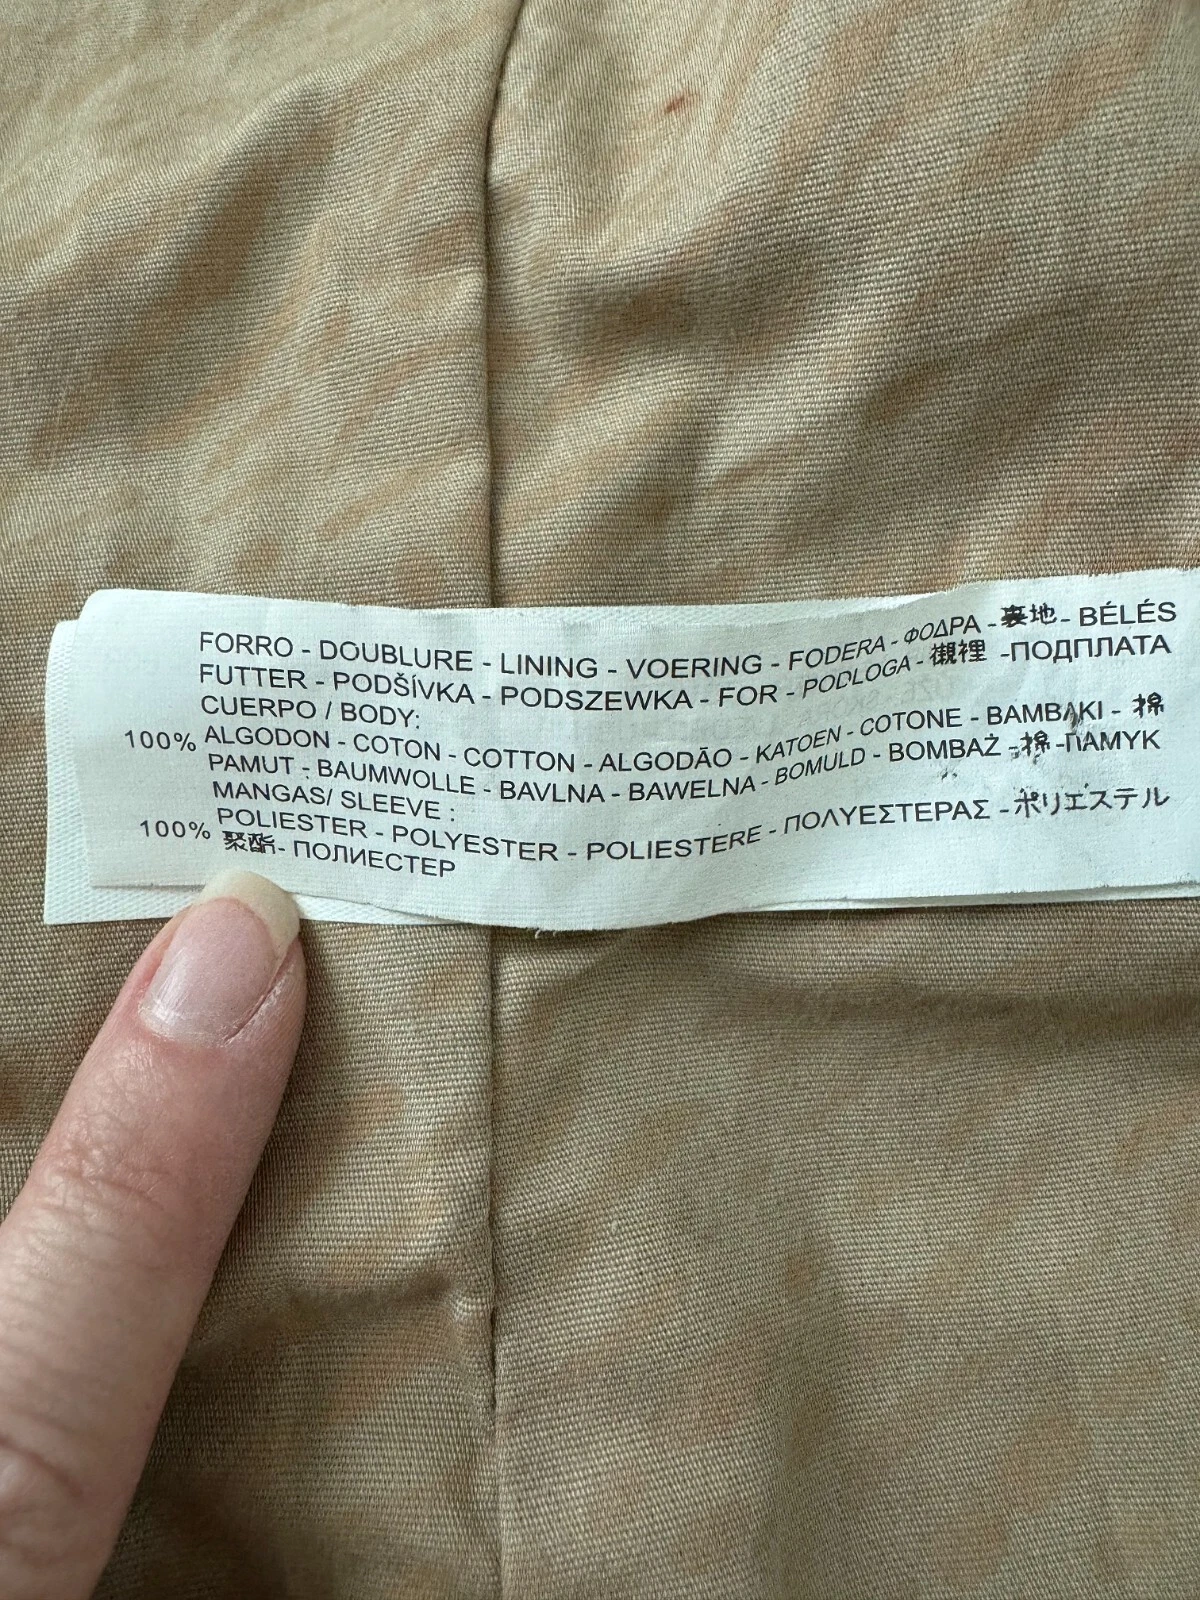 FORRO - DOUBLURE - LINING - VOERING - FODERA - ΦΟΔΡΑ - 裏地 - BÉLÉS
FUTTER - PODŠÍVKA - PODSZEWKA - FOR - PODLOGA - 襯裡 -ПОДПЛАТА
CUERPO / BODY:
100% ALGODON - COTON - COTTON - ALGODÃO - KATOEN - COTONE - BAMBAKI - 棉
PAMUT - BAUMWOLLE - BAVLNA - BAWELNA - BOMULD - BOMBAŽ -棉 -ПАМУК
MANGAS/ SLEEVE :
100% POLIESTER - POLYESTER - POLIESTERE - ΠΟΛΥΕΣΤΕΡΑΣ - ポリエステル
聚酯- ПОЛИЕСТЕР